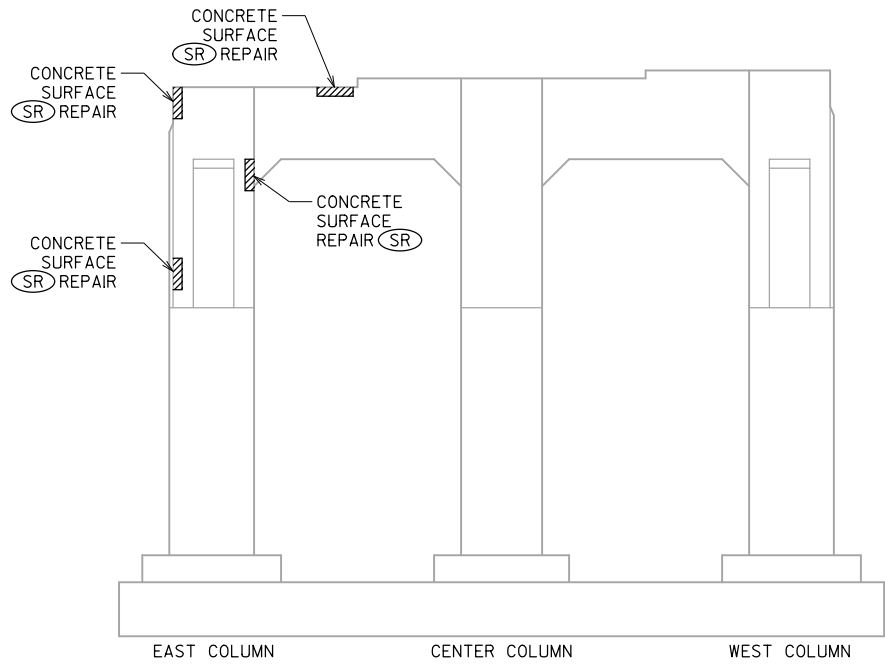 CONCRETE
SURFACE
SR REPAIR
CONCRETE
SURFACE
SR REPAIR
CONCRETE
SURFACE
REPAIR SR
CONCRETE
SURFACE
SR REPAIR
EAST COLUMN CENTER COLUMN WEST COLUMN